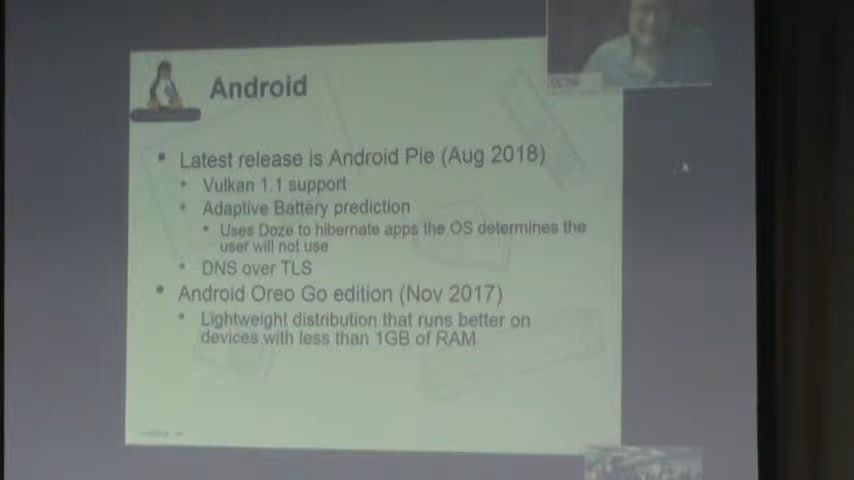 Android
Latest release is Android Pie (Aug 2018)
Vulkan 1.1 support
Adaptive Battery prediction
Uses Doze to hibernate apps the OS determines the
user will not use
DNS over TLS
Android Oreo Go edition (Nov 2017)
Lightweight distribution that runs better on
devices with less than 1GB of RAM